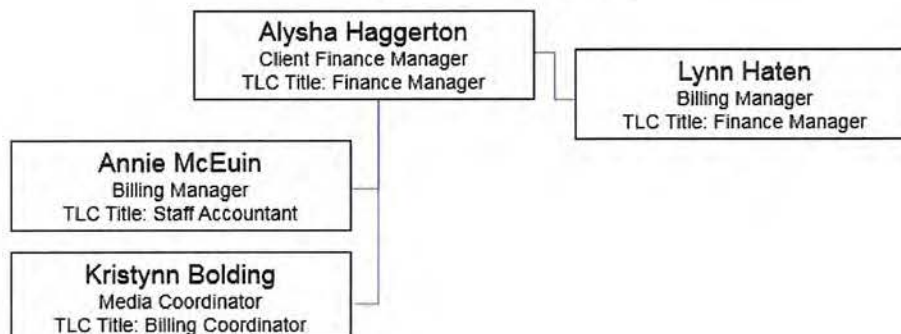 Alysha Haggerton
Client Finance Manager
TLC Title: Finance Manager
Lynn Haten
Billing Manager
TLC Title: Finance Manager
Annie McEuin
Billing Manager
TLC Title: Staff Accountant
Kristynn Bolding
Media Coordinator
TLC Title: Billing Coordinator